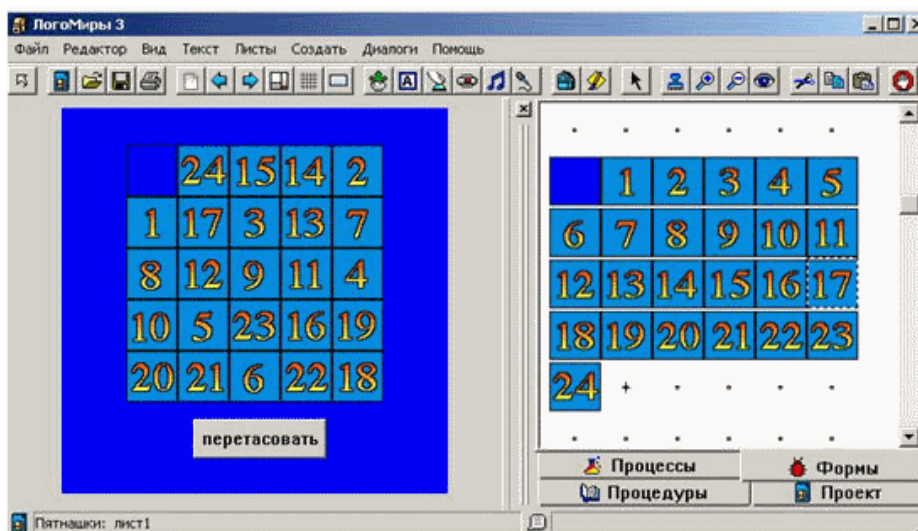 ЛогоМиры 3
Файл Редактор Вид Текст Листы Создать Диалоги Помощь
24 15 14 2
1 17 3 13 7
8 12 9 11 4
10 5 23 16 19
20 21 6 22 18
перетасовать
1 2 3 4 5
6 7 8 9 10 11
12 13 14 15 16 17
18 19 20 21 22 23
24
Процессы Формы
Процедуры Проект
Пятнашки: лист1